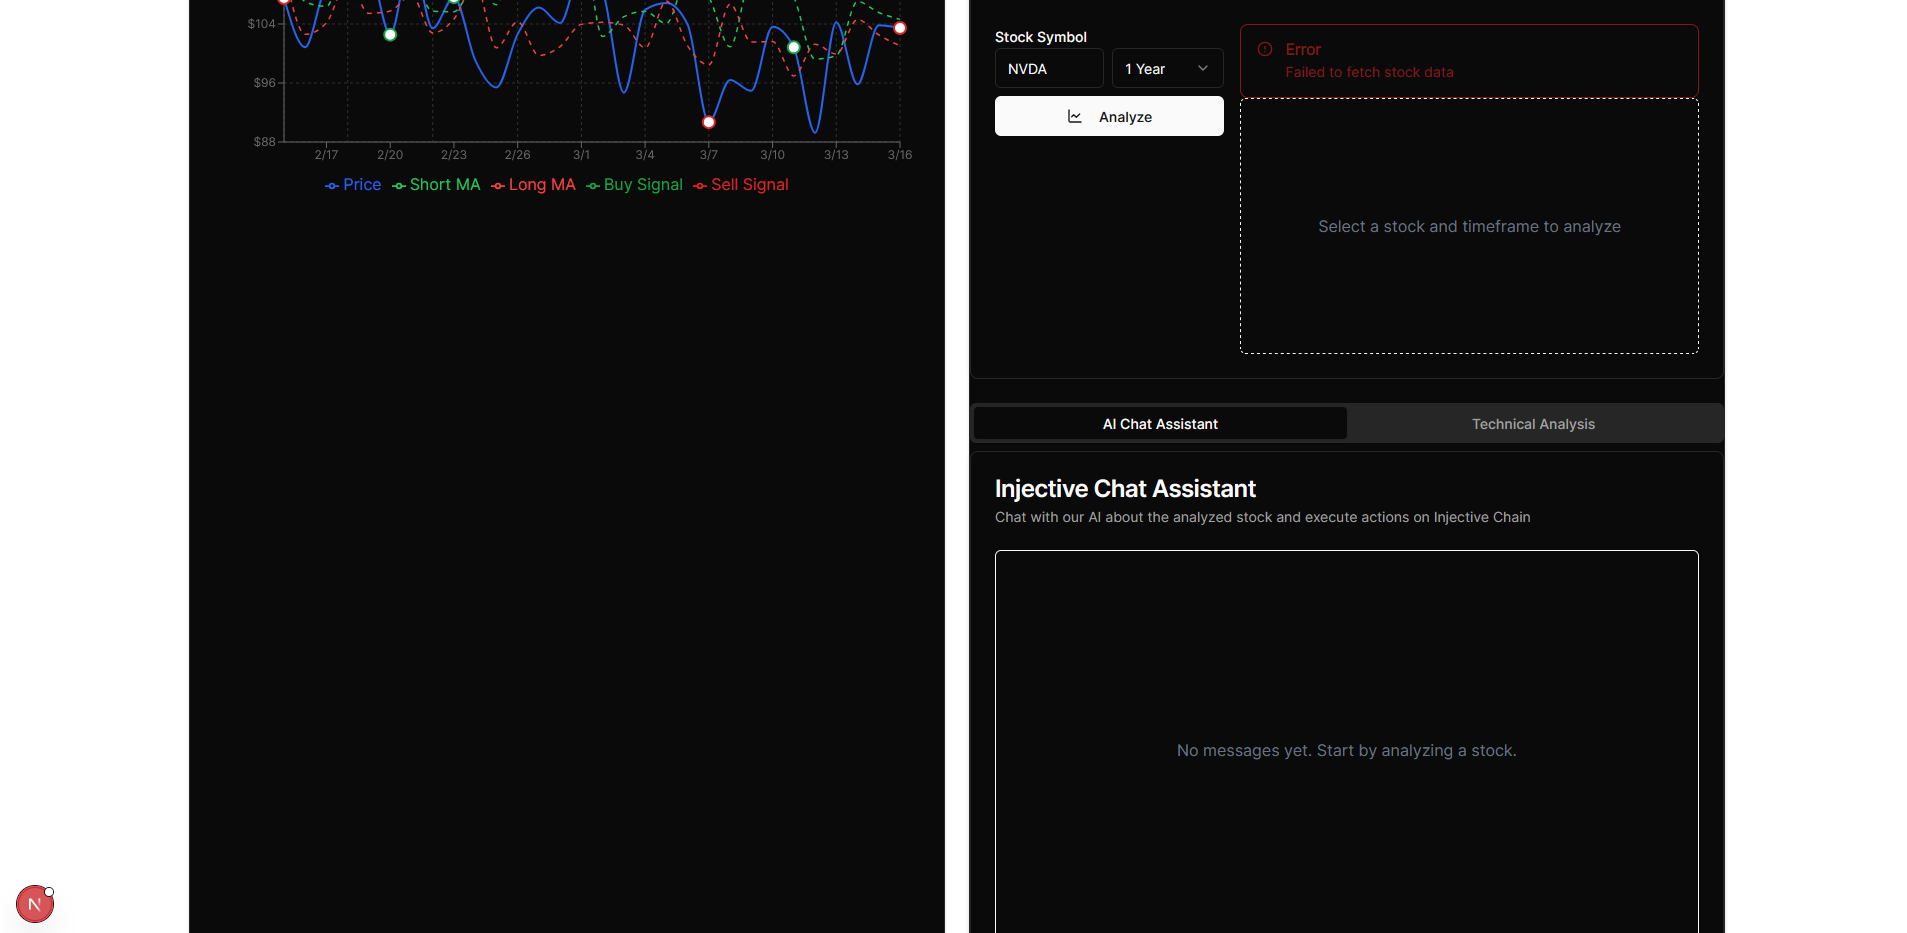 $104
$96
$88
2/17 2/20 2/23 2/26 3/1 3/4 3/7 3/10 3/13 3/16
Price Short MA Long MA Buy Signal Sell Signal
Stock Symbol
NVDA
1 Year
Analyze
Error
Failed to fetch stock data
Select a stock and timeframe to analyze
AI Chat Assistant
Technical Analysis
Injective Chat Assistant
Chat with our AI about the analyzed stock and execute actions on Injective Chain
No messages yet. Start by analyzing a stock.
N